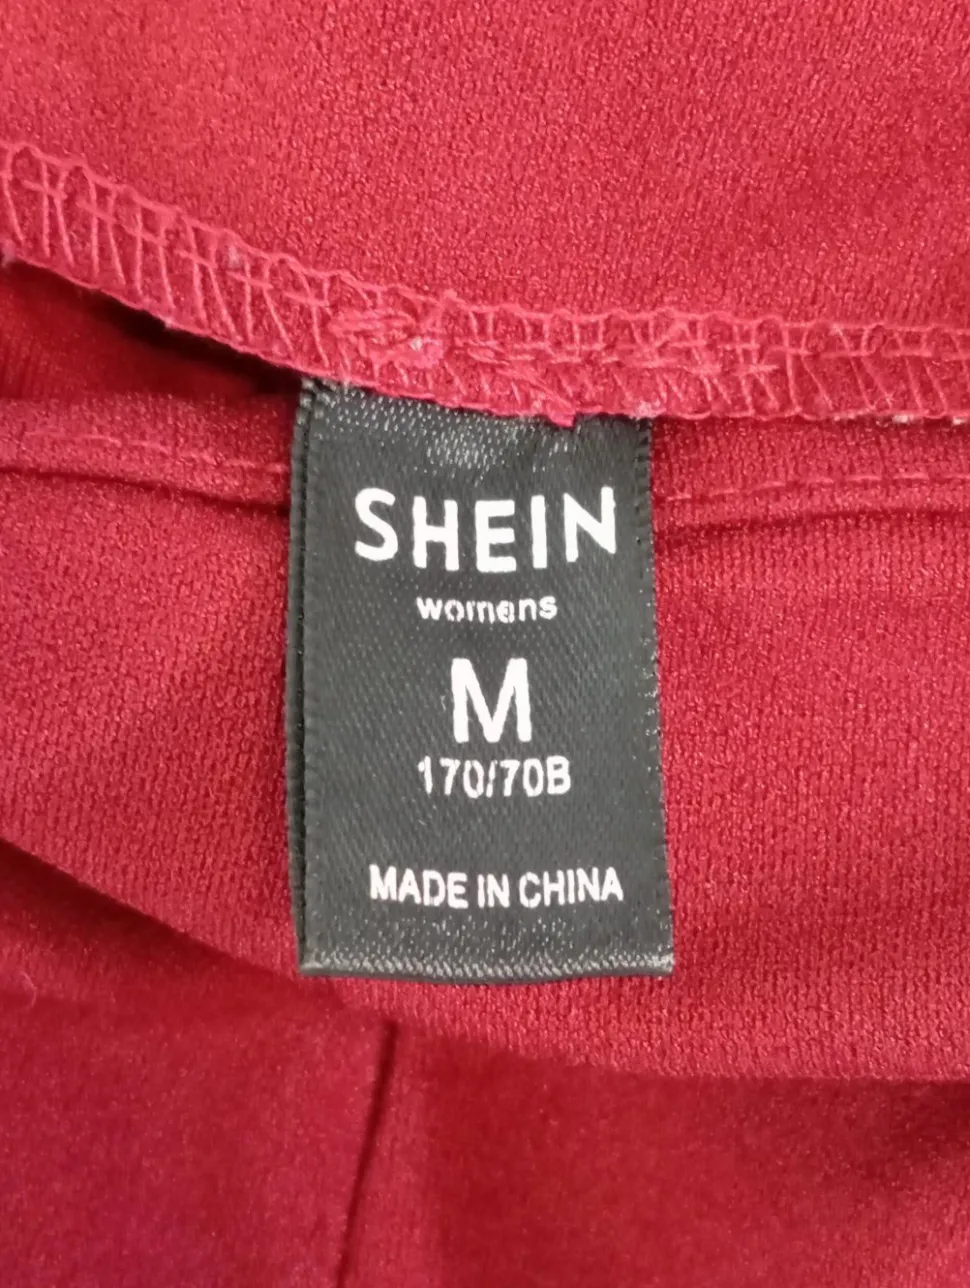 SHEIN
womens
M
170/70B
MADE IN CHINA